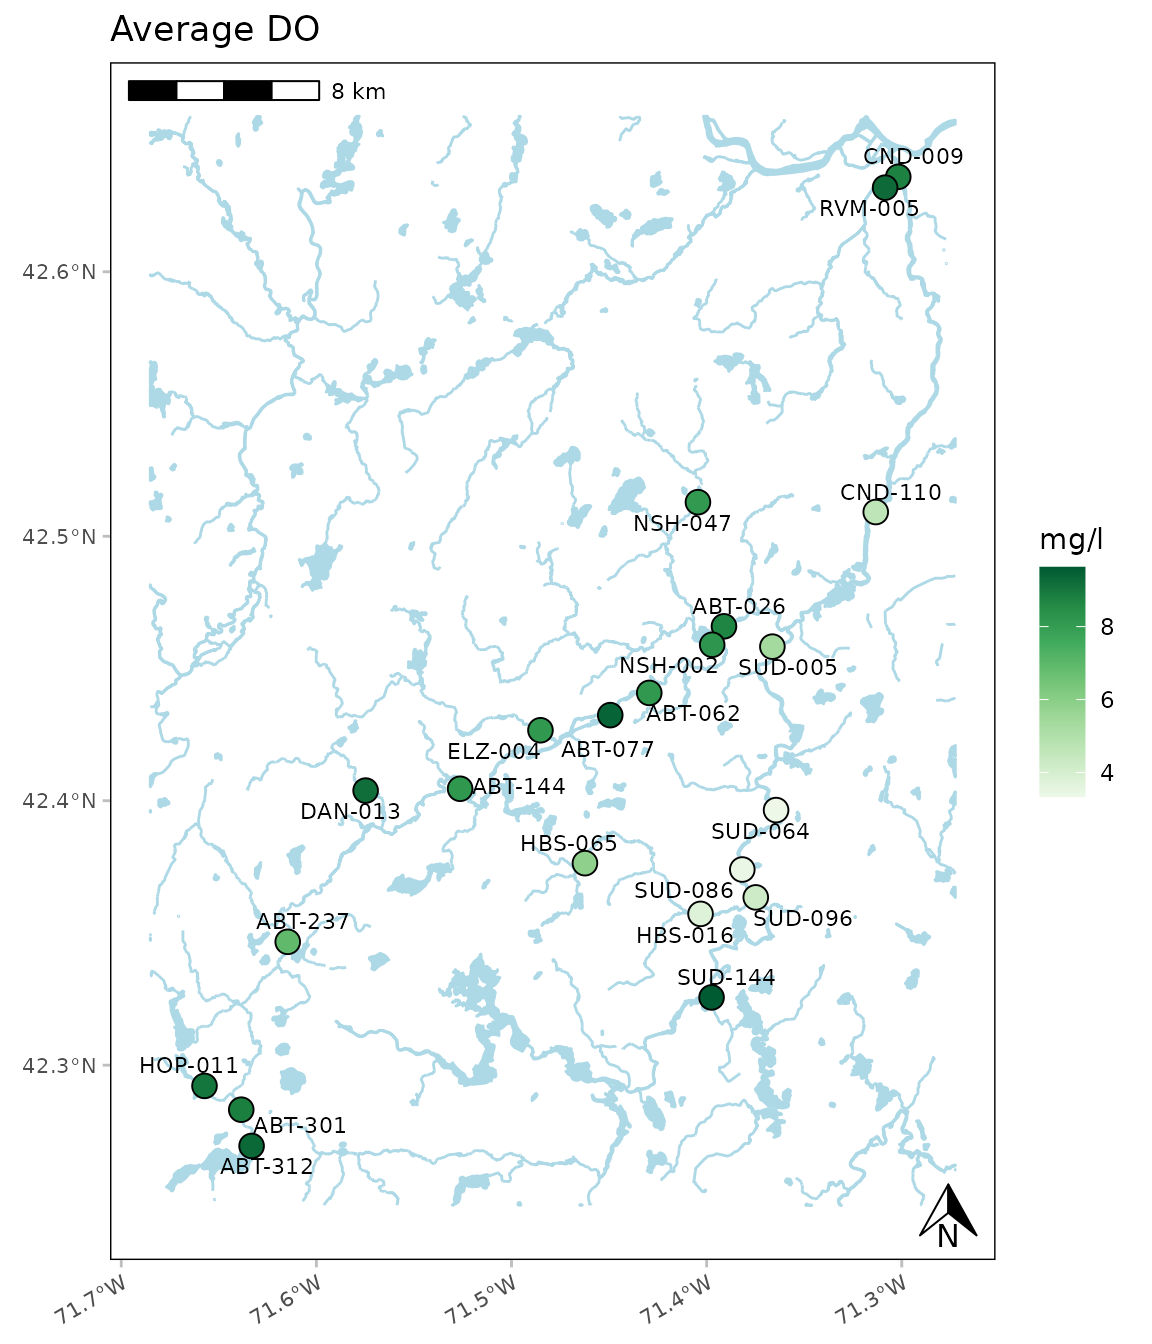 Average DO
8 km
CND-009
RVM-005
42.6°N
CND-110
NSH-047
42.5°N
mg/l
ABT-026
8
NSH-002
SUD-005
ABT-062
6
ELZ-004
ABT-077
4
ABT-144
42.4°N
DAN-013
SUD-064
HBS-065
SUD-086
SUD-096
ABT-237
HBS-016
SUD-144
42.3°N
HOP-011
ABT-301
ABT-312
N
71.7°W
71.6°W
71.5°W
71.4°W
71.3°W